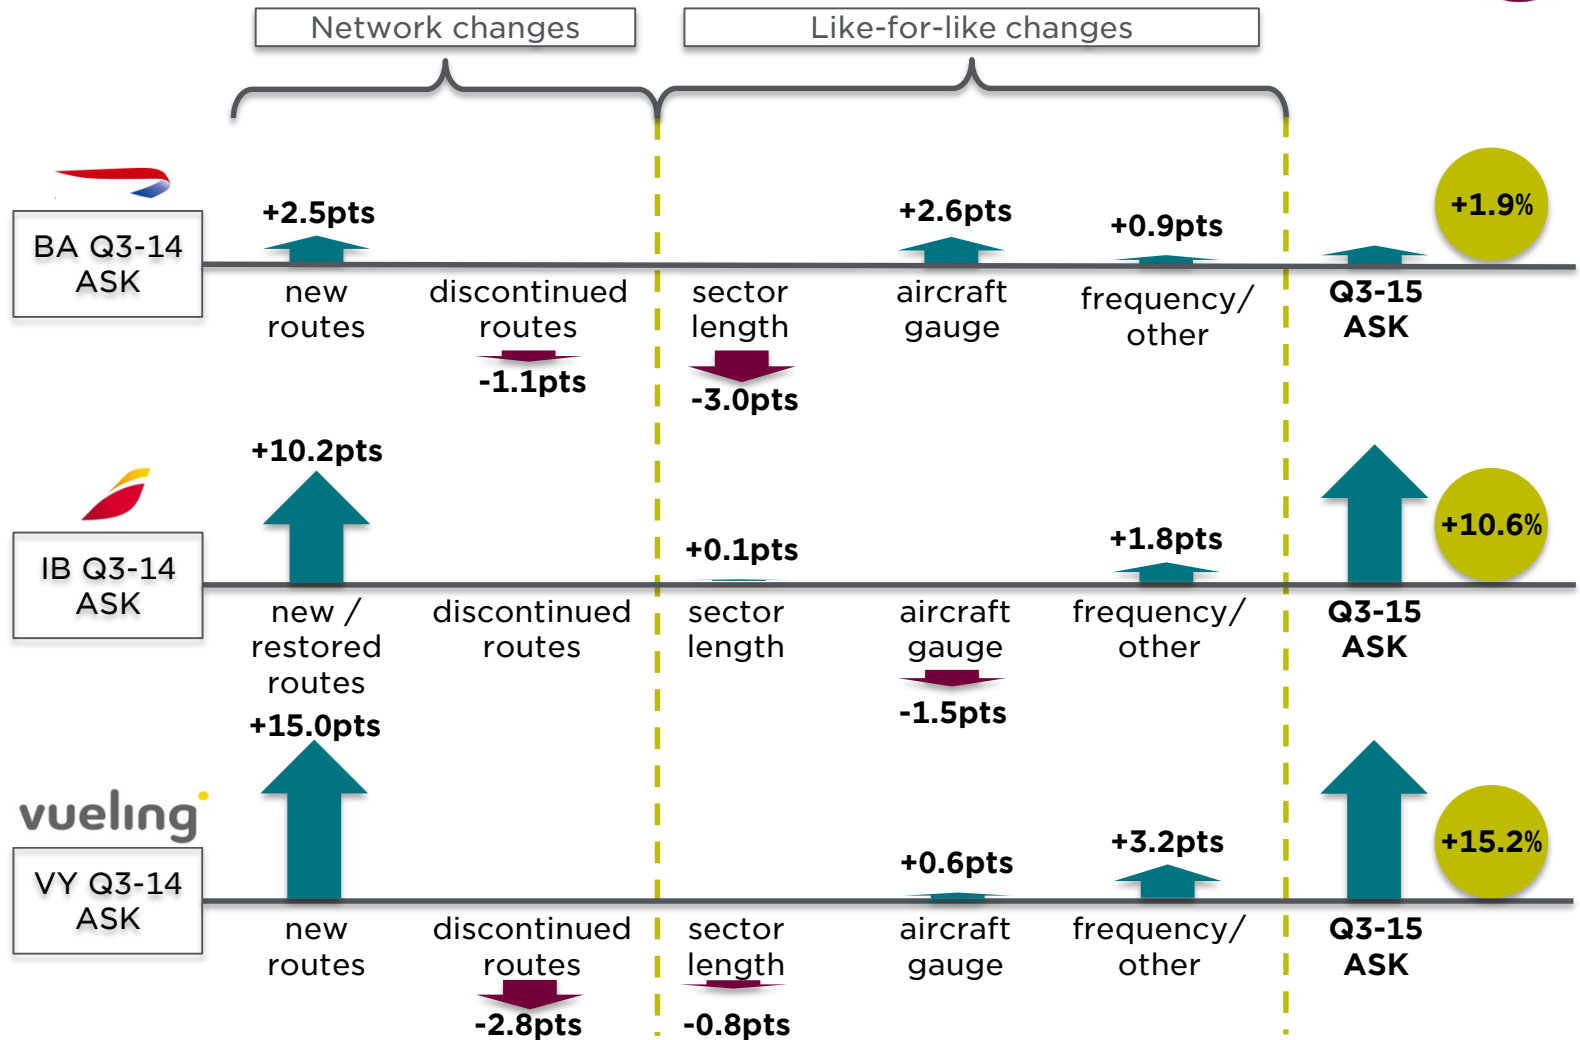 Network changes
Like-for-like changes
+2.5pts
+2.6pts
+0.9pts
+1.9%
BA Q3-14
ASK
new
routes
discontinued
routes
sector
length
aircraft
gauge
frequency/
other
Q3-15
ASK
-1.1pts
-3.0pts
+10.2pts
+0.1pts
+1.8pts
+10.6%
IB Q3-14
ASK
new /
restored
routes
discontinued
routes
sector
length
aircraft
gauge
frequency/
other
Q3-15
ASK
-1.5pts
+15.0pts
vueling
+0.6pts
+3.2pts
+15.2%
VY Q3-14
ASK
new
routes
discontinued
routes
sector
length
aircraft
gauge
frequency/
other
Q3-15
ASK
-2.8pts
-0.8pts